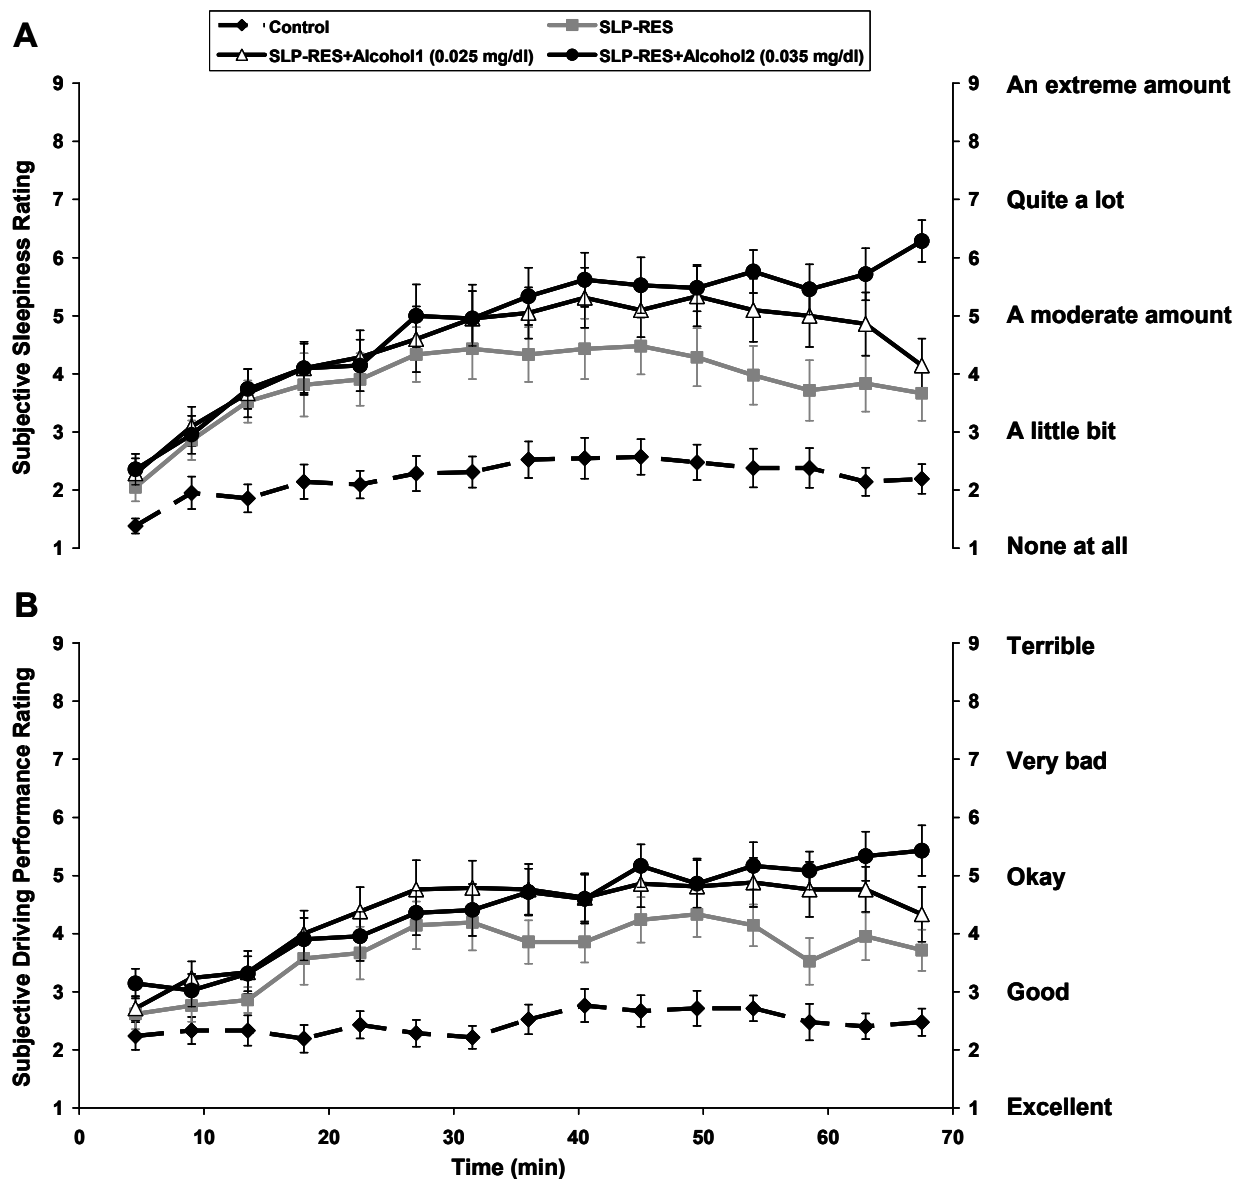 A
Control
SLP-RES
SLP-RES+Alcohol1 (0.025 mg/dl)
SLP-RES+Alcohol2 (0.035 mg/dl)
Subjective Sleepiness Rating
9
8
7
6
5
4
3
2
1
9
8
7
6
5
4
3
2
1
An extreme amount
Quite a lot
A moderate amount
A little bit
None at all
B
Subjective Driving Performance Rating
9
8
7
6
5
4
3
2
1
9
8
7
6
5
4
3
2
1
Terrible
Very bad
Okay
Good
Excellent
0 10 20 30 40 50 60 70
Time (min)